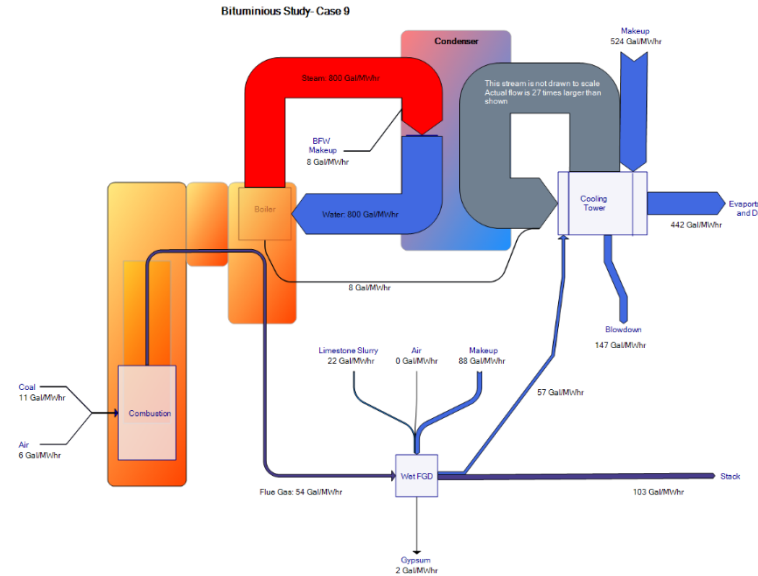 Bituminious Study- Case 9
Makeup
524 Gal/MWhr
Condenser
Steam: 800 Gal/MWhr
This stream is not drawn to scale
Actual flow is 27 times larger than
shown
BFW
Makeup
8 Gal/MWhr
Boiler
Water: 800 Gal/MWhr
Cooling
Tower
Evaporti
and D
442 Gal/MWhr
8 Gal/MWhr
Blowdown
147 Gal/MWhr
Limestone Slurry
22 Gal/MWhr
Air
0 Gal/MWhr
Makeup
88 Gal/MWhr
57 Gal/MWhr
Coal
11 Gal/MWhr
Combustion
Air
6 Gal/MWhr
Wet FGD
Stack
Flue Gas: 54 Gal/MWhr
103 Gal/MWhr
Gypsum
2 Gal/MWhr